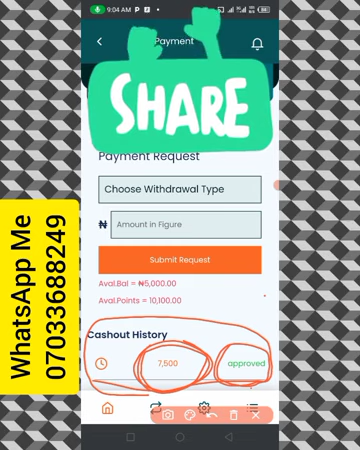 9:04 AM
Payment
SHARE
Payment Request
Choose Withdrawal Type
₦ Amount in Figure
Submit Request
Aval.Bal = ₦5,000.00
Aval.Points = 10,100.00
Cashout History
7,500 approved
WhatsApp Me
07033688249